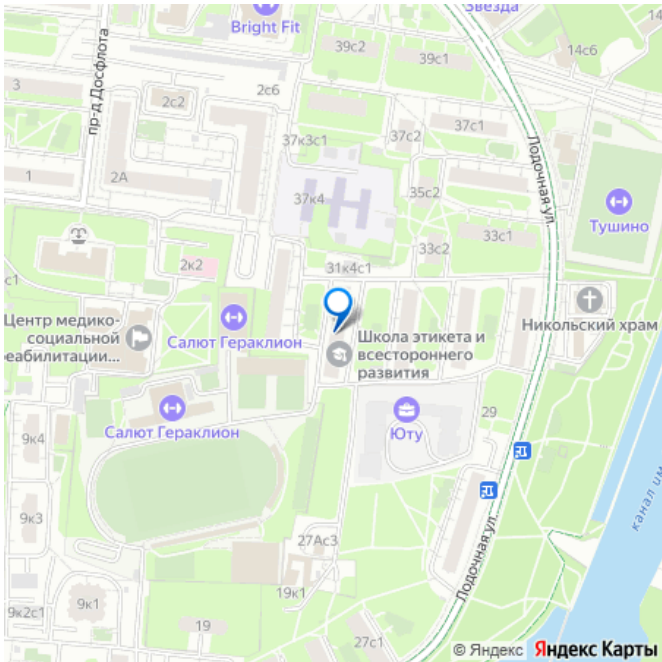 Звезда
Bright Fit
14с6
39с2
39с1
3
2с2
2с6
пр-д Досфлота
37к3с1
37с2
37с1
Лодочная ул.
1
2А
37к4
35с2
Тушино
33с2
33с1
2к2
31к4с1
Центр медико-
социальной
реабилитации...
Салют Гераклион
Никольский храм
Школа этикета и
всестороннего
развития
Салют Гераклион
Юту
29
9к4
9к3
27Ас3
канал им
Лодочная ул.
19к1
9к1
9к2с1
19
27с1
© Яндекс Яндекс Карты